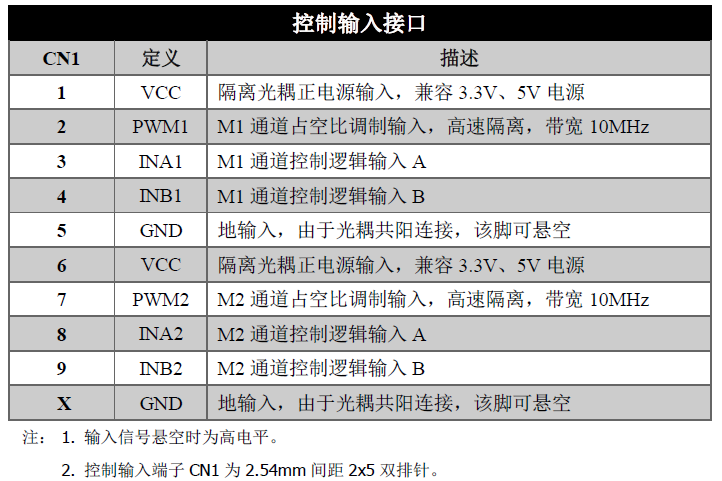 控制输入接口
CN1 定义 描述
1 VCC 隔离光耦正电源输入，兼容 3.3V、5V 电源
2 PWM1 M1 通道占空比调制输入，高速隔离，带宽 10MHz
3 INA1 M1 通道控制逻辑输入 A
4 INB1 M1 通道控制逻辑输入 B
5 GND 地输入，由于光耦共阳连接，该脚可悬空
6 VCC 隔离光耦正电源输入，兼容 3.3V、5V 电源
7 PWM2 M2 通道占空比调制输入，高速隔离，带宽 10MHz
8 INA2 M2 通道控制逻辑输入 A
9 INB2 M2 通道控制逻辑输入 B
X GND 地输入，由于光耦共阳连接，该脚可悬空
注： 1. 输入信号悬空时为高电平。
2. 控制输入端子 CN1 为 2.54mm 间距 2x5 双排针。